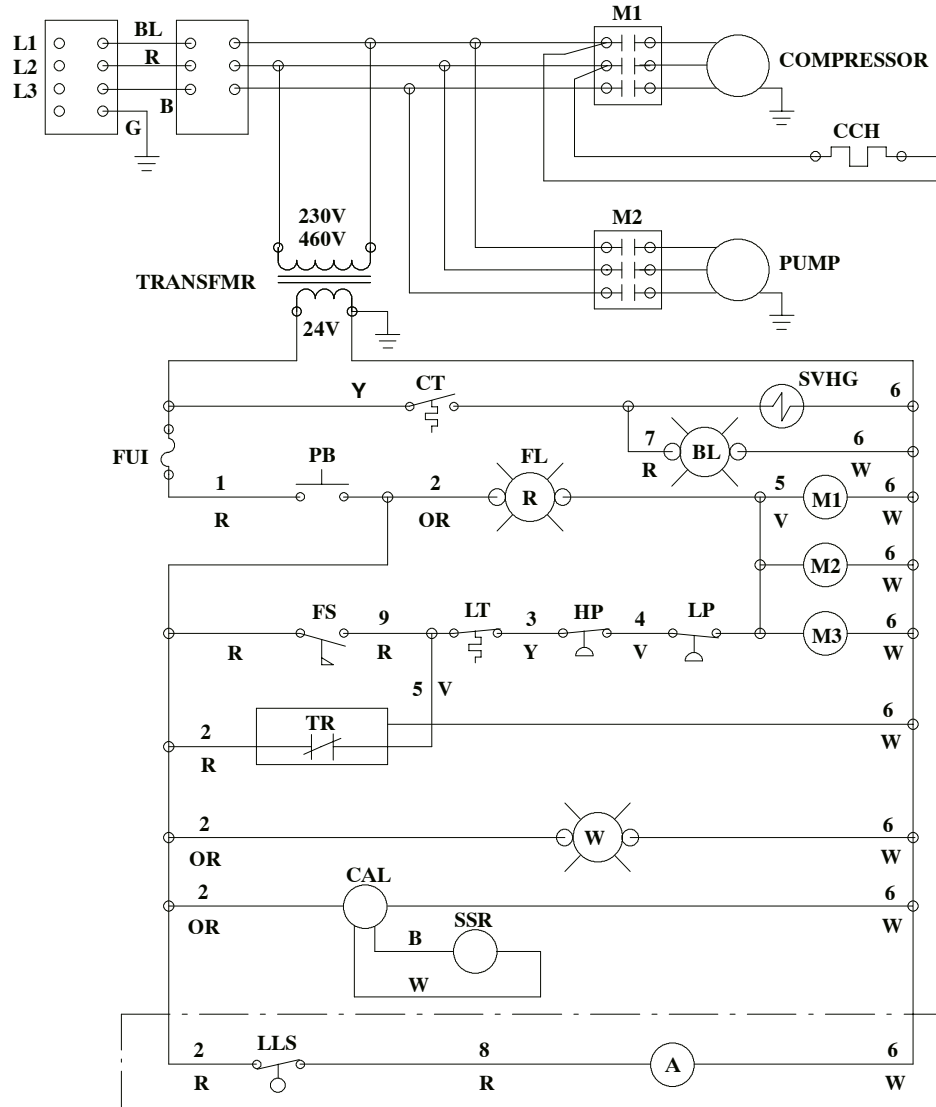 M1
BL
L1
R
L2
COMPRESSOR
L3
B
G
CCH
230V
460V
M2
TRANSFMR
PUMP
24V
Y
CT
SVHG
6
7
BL
6
R
W
FUI
PB
FL
1
2
R
5
M1
6
R
OR
V
W
M2
6
W
FS
9
LT
3
HP
4
LP
M3
6
R
R
Y
V
W
5 V
2
TR
6
R
W
2
W
6
OR
W
CAL
2
6
OR
SSR
W
B
W
2
LLS
8
A
6
R
R
W